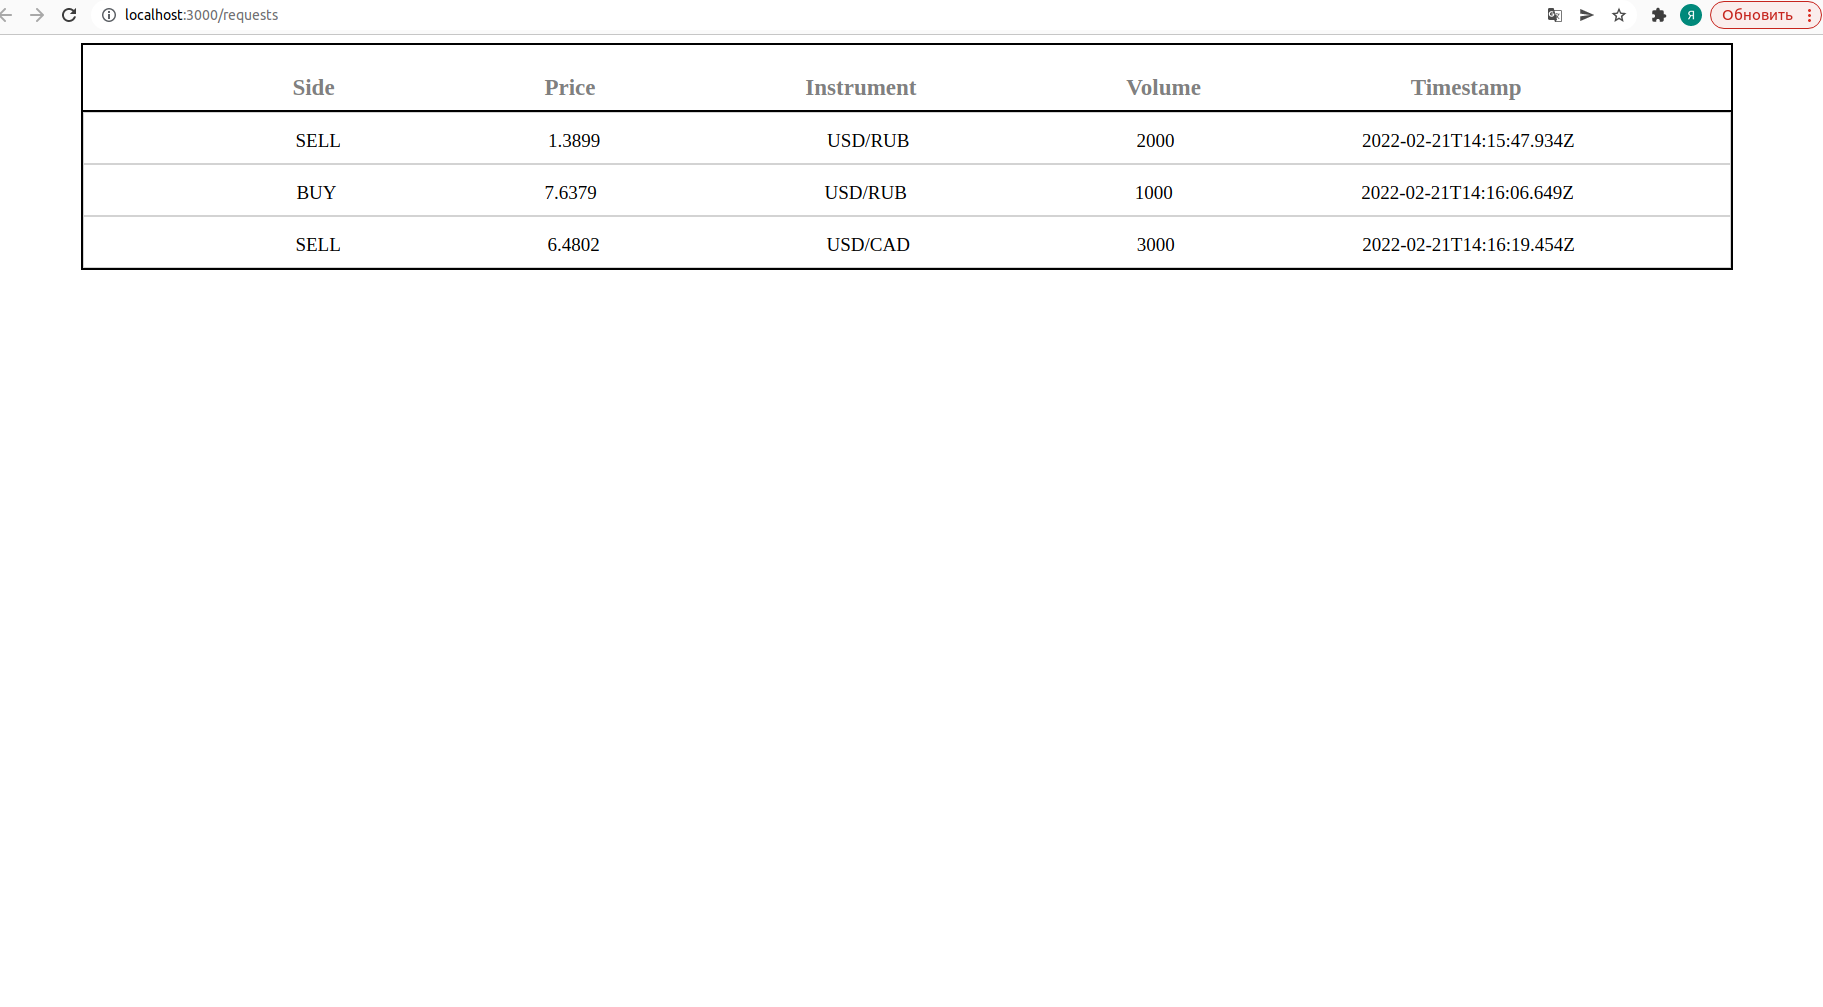 localhost:3000/requests Я Обновить
Side Price Instrument Volume Timestamp
SELL 1.3899 USD/RUB 2000 2022-02-21T14:15:47.934Z
BUY 7.6379 USD/RUB 1000 2022-02-21T14:16:06.649Z
SELL 6.4802 USD/CAD 3000 2022-02-21T14:16:19.454Z